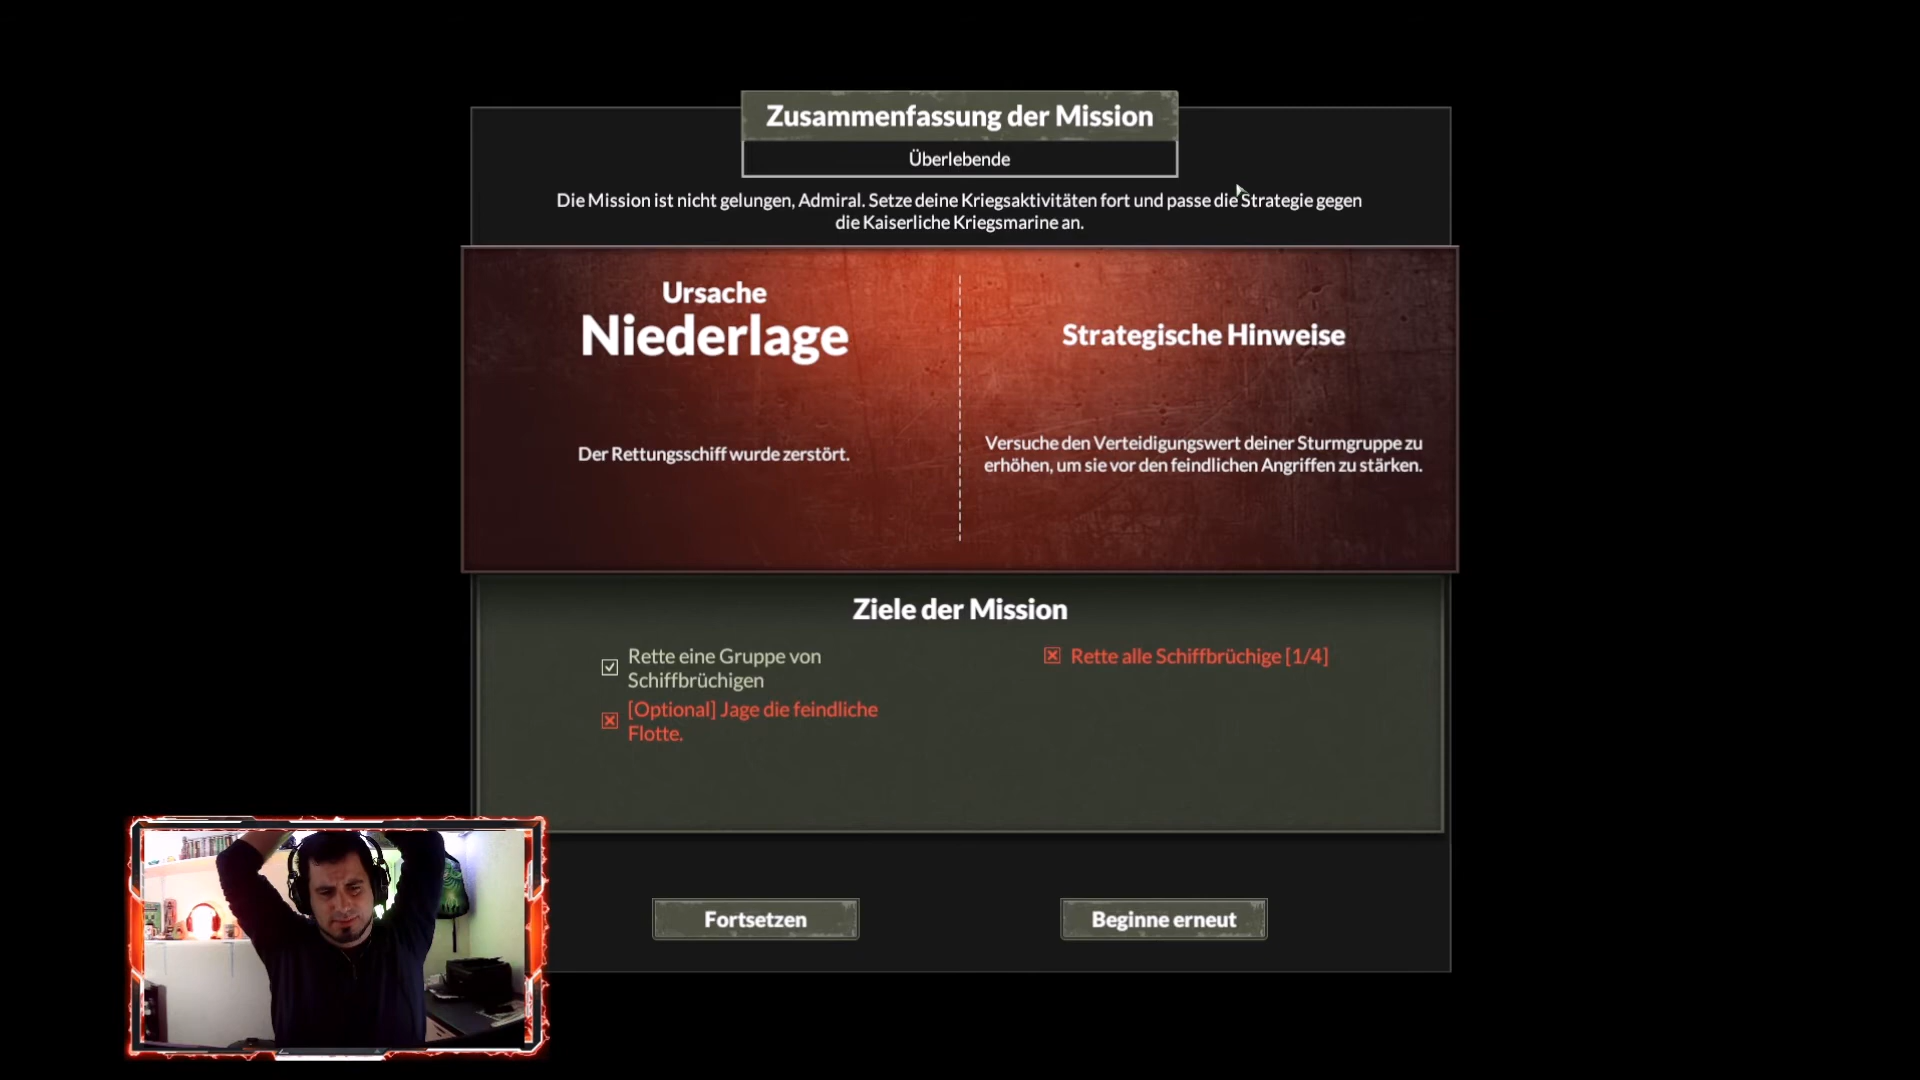 Zusammenfassung der Mission
Überlebende
Die Mission ist nicht gelungen, Admiral. Setze deine Kriegsaktivitäten fort und passe die Strategie gegen
die Kaiserliche Kriegsmarine an.
Ursache
Niederlage
Der Rettungsschiff wurde zerstört.
Strategische Hinweise
Versuche den Verteidigungswert deiner Sturmgruppe zu
erhöhen, um sie vor den feindlichen Angriffen zu stärken.
Ziele der Mission
Rette eine Gruppe von
Schiffbrüchigen
[Optional] Jage die feindliche
Flotte.
Rette alle Schiffbrüchige [1/4]
Fortsetzen
Beginne erneut